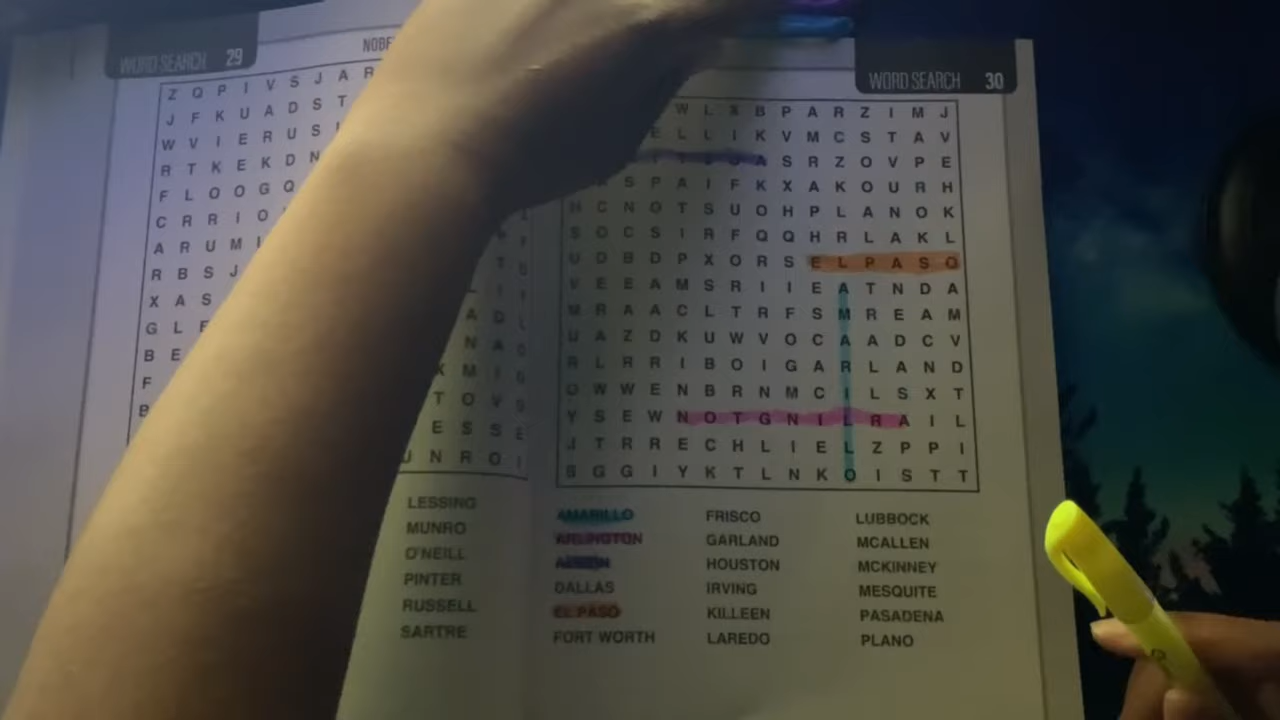 WORD SEARCH 29
NOBE
Z Q P I V S J A R
J F K U A D S T
W V I E R U S
R T K E K D N
F L O O G Q
C R R I O
A R U M I
R B S J
X A S
G L
B E
F
LESSING
MUNRO
O'NEILL
PINTER
RUSSELL
SARTRE
WORD SEARCH 30
W L X B P A R Z I M J
E L L I K V M C S T A V
A S R Z O V P E
S P A I F K X A K O U R H
H C N O T S U O H P L A N O K
S O C S I R F Q Q H R L A K L
U D B D P X O R S E L P A S O
V E E A M S R I I E A T N D A
M R A A C L T R F S M R E A M
U A Z D K U W V O C A A D C V
R L R R I B O I G A R L A N D
O W W E N B R N M C I L S X T
Y S E W N O T G N I L R A I L
J T R R E C H L I E L Z P P I
B G G I Y K T L N K O I S T T
AMARILLO
ARLINGTON
AUSTIN
DALLAS
EL PASO
FORT WORTH
FRISCO
GARLAND
HOUSTON
IRVING
KILLEEN
LAREDO
LUBBOCK
MCALLEN
MCKINNEY
MESQUITE
PASADENA
PLANO